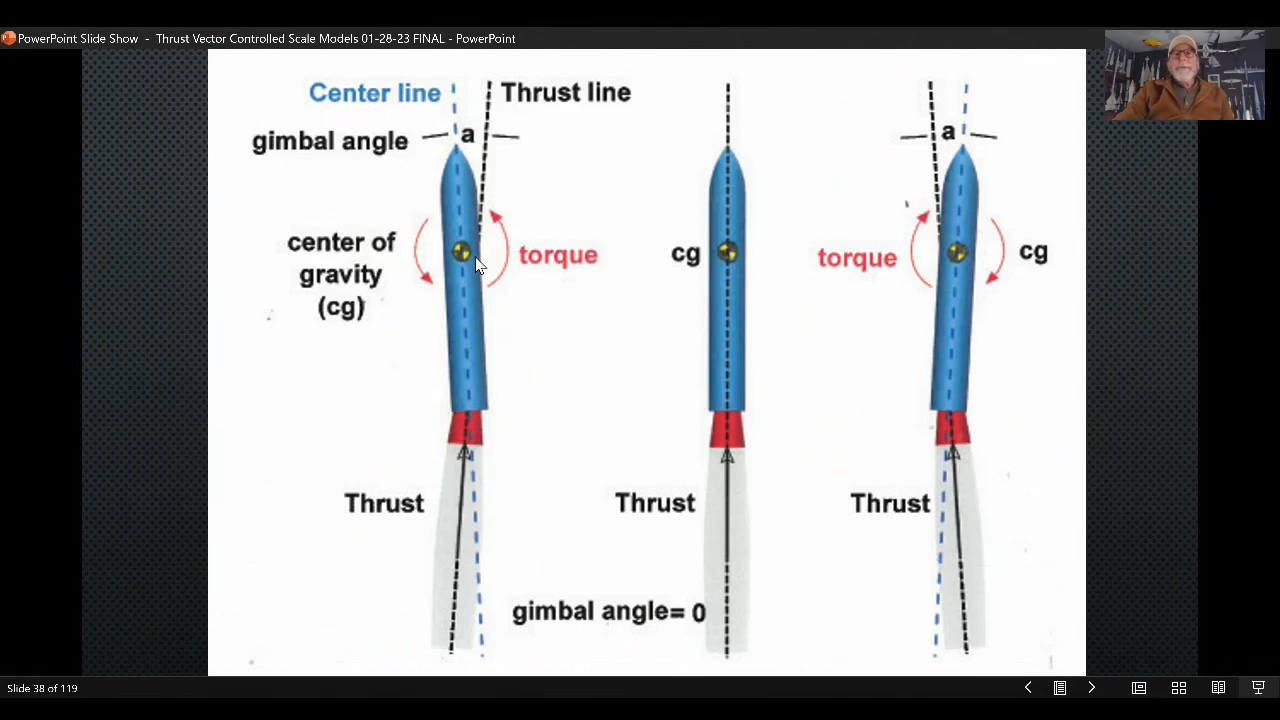 PowerPoint Slide Show - Thrust Vector Controlled Scale Models 01-28-23 FINAL - PowerPoint
Center line
Thrust line
gimbal angle
a
a
center of
gravity
(cg)
torque
cg
torque
cg
Thrust
Thrust
Thrust
gimbal angle= 0
Slide 38 of 119